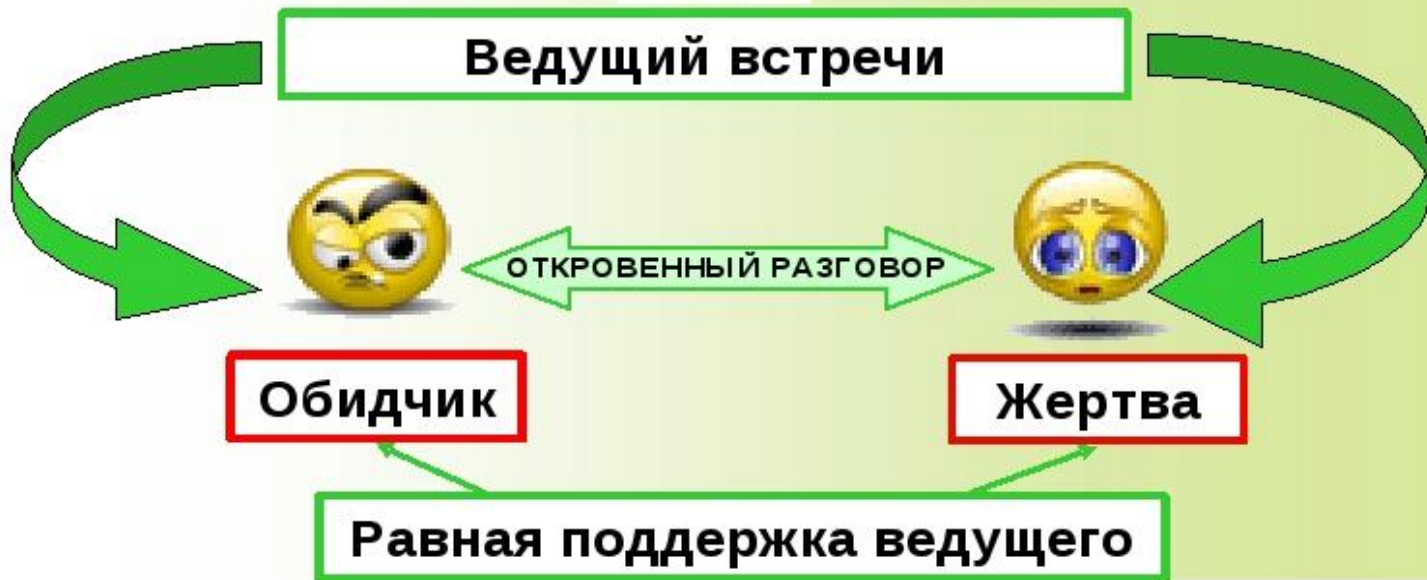 Ведущий встречи
ОТКРОВЕННЫЙ РАЗГОВОР
Обидчик
Жертва
Равная поддержка ведущего